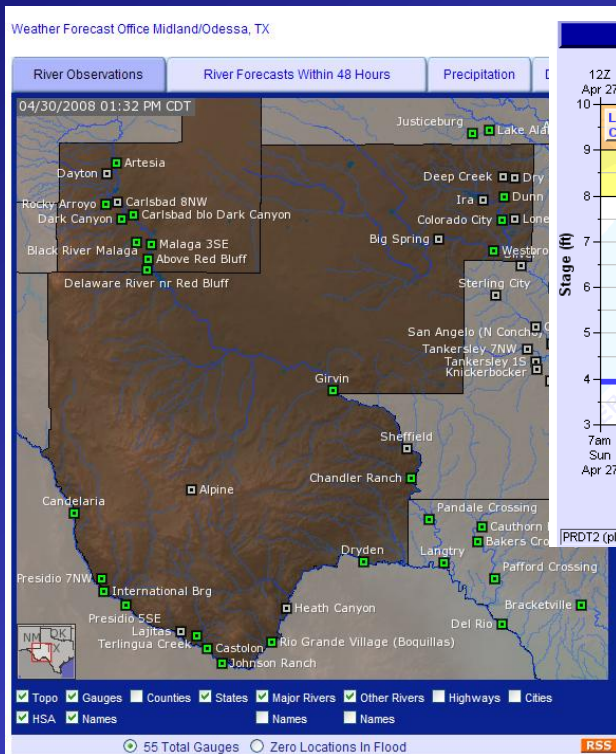 Weather Forecast Office Midland/Odessa, TX
River Observations
River Forecasts Within 48 Hours
Precipitation
04/30/2008 01:32 PM CDT
Justiceburg
Lake Ala
Artesia
Dayton
Deep Creek
Dry
Rocky Arroyo
Carlsbad 8NW
Ira
Dunn
Dark Canyon
Carlsbad blo Dark Canyon
Colorado City
Lone
Big Spring
Black River Malaga
Malaga 3SE
Westbro
Above Red Bluff
Delaware River nr Red Bluff
Sterling City
San Angelo (N Concho
Tankersley 7NW
Tankersley 1S
Knickerbocker
Girvin
Sheffield
Chandler Ranch
Alpine
Candelaria
Pandale Crossing
Cauthorn
Bakers Cro
Dryden
Langtry
Pafford Crossing
Presidio 7NW
International Brg
Bracketville
Presidio 5SE
Heath Canyon
Del Rio
Lajitas
Terlingua Creek
Castolon
Rio Grande Village (Boquillas)
Johnson Ranch
NM OK
TX
Topo Gauges Counties States Major Rivers Other Rivers Highways Cities
HSA Names Names Names
55 Total Gauges Zero Locations In Flood
RSS
12Z
Apr 27
Stage (ft)
10
9
8
7
6
5
4
3
7am
Sun
Apr 27
PRDT2 (pl